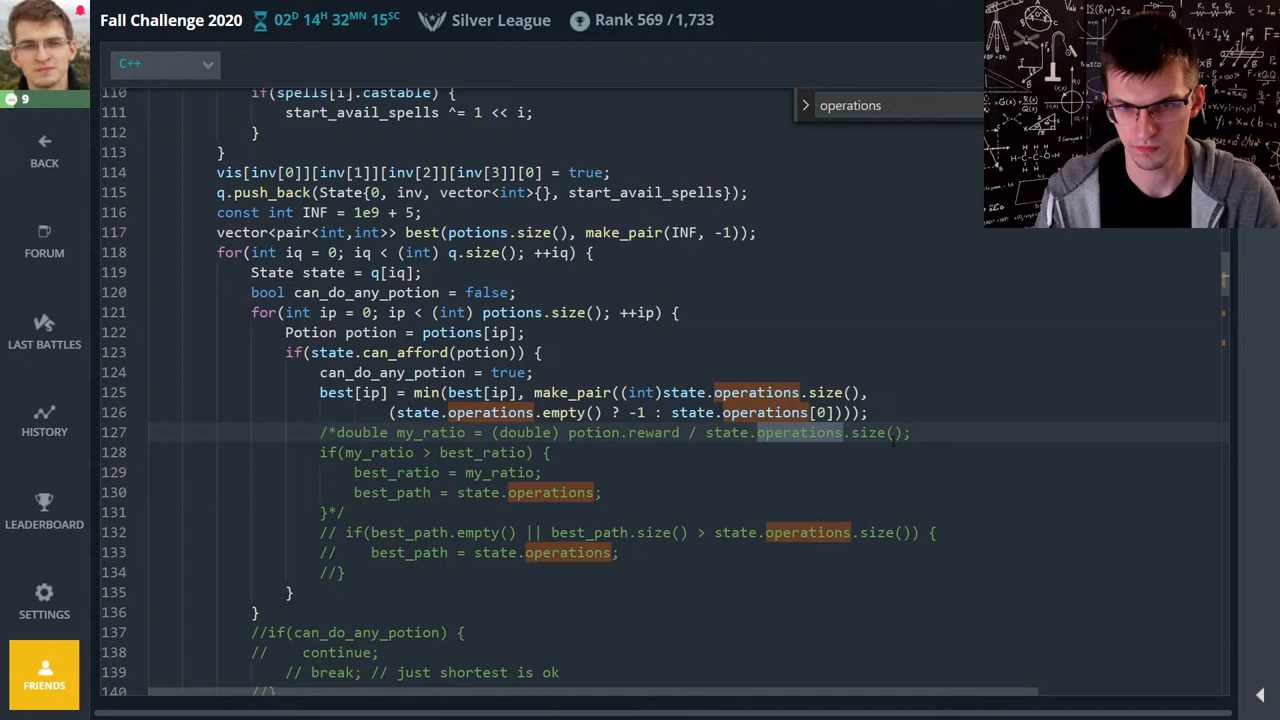 Fall Challenge 2020 02D 14H 32MN 15SC Silver League Rank 569 / 1,733
C++
9
BACK
FORUM
LAST BATTLES
HISTORY
LEADERBOARD
SETTINGS
FRIENDS
operations
110 if(spells[i].castable) {
111 start_avail_spells ^= 1 << i;
112 }
113 }
114 vis[inv[0]][inv[1]][inv[2]][inv[3]][0] = true;
115 q.push_back(State{0, inv, vector<int>{}, start_avail_spells});
116 const int INF = 1e9 + 5;
117 vector<pair<int,int>> best(potions.size(), make_pair(INF, -1));
118 for(int iq = 0; iq < (int) q.size(); ++iq) {
119 State state = q[iq];
120 bool can_do_any_potion = false;
121 for(int ip = 0; ip < (int) potions.size(); ++ip) {
122 Potion potion = potions[ip];
123 if(state.can_afford(potion)) {
124 can_do_any_potion = true;
125 best[ip] = min(best[ip], make_pair((int)state.operations.size(),
126 (state.operations.empty() ? -1 : state.operations[0])));
127 /*double my_ratio = (double) potion.reward / state.operations.size();
128 if(my_ratio > best_ratio) {
129 best_ratio = my_ratio;
130 best_path = state.operations;
131 }*/
132 // if(best_path.empty() || best_path.size() > state.operations.size()) {
133 // best_path = state.operations;
134 //}
135 }
136 }
137 //if(can_do_any_potion) {
138 // continue;
139 // break; // just shortest is ok
140 //}